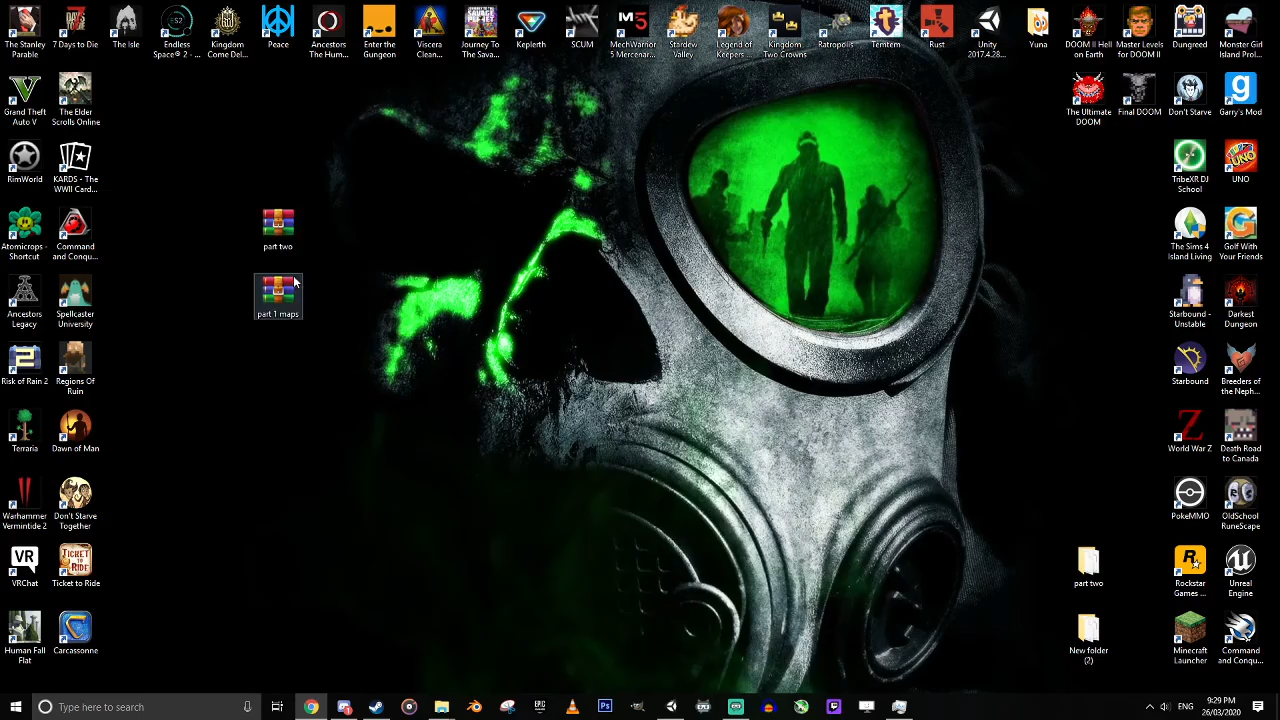 The Stanley
Parable
7 Days to Die
The Isle
Endless
Space® 2 - ...
Kingdom
Come Del...
Peace
Ancestors
The Hum...
Enter the
Gungeon
Viscera
Clean...
Journey To
The Sava...
Keplerth
SCUM
MechWarrior
5 Mercenar...
Stardew
Valley
Legend of
Keepers ...
Kingdom
Two Crowns
Ratropolis
Temtem
Rust
Unity
2017.4.28...
Yuna
DOOM II Hell
on Earth
Master Levels
for DOOM II
Dungreed
Monster Girl
Island Prol...
Grand Theft
Auto V
The Elder
Scrolls Online
The Ultimate
DOOM
Final DOOM
Don't Starve
Garry's Mod
RimWorld
KARDS - The
WWII Card...
TribeXR DJ
School
UNO
Atomicrops -
Shortcut
Command
and Conqu...
part two
The Sims 4
Island Living
Golf With
Your Friends
Ancestors
Legacy
Spellcaster
University
part 1 maps
Starbound -
Unstable
Darkest
Dungeon
Risk of Rain 2
Regions Of
Ruin
Starbound
Breeders of
the Neph...
Terraria
Dawn of Man
World War Z
Death Road
to Canada
Warhammer
Vermintide 2
Don't Starve
Together
PokeMMO
OldSchool
RuneScape
VR
VRChat
Ticket to Ride
part two
Rockstar
Games ...
Unreal
Engine
Human Fall
Flat
Carcassonne
New folder
(2)
Minecraft
Launcher
Command
and Conqu...
Type here to search
ENG
9:29 PM
26/03/2020